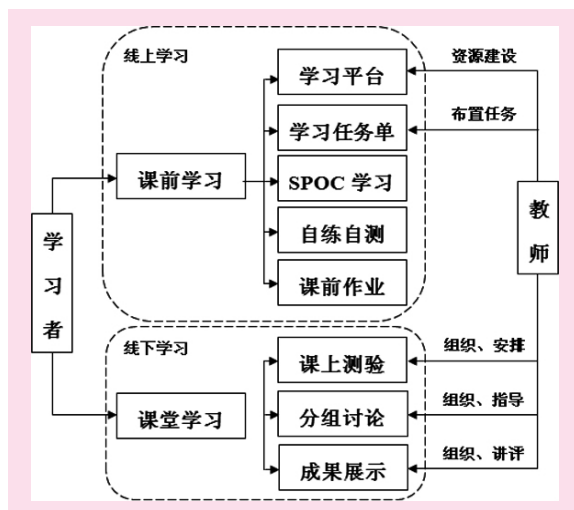 线上学习
学习平台
资源建设
学习任务单
布置任务
课前学习
SPOC 学习
自练自测
课前作业
学习者
教师
线下学习
课上测验
组织、安排
课堂学习
分组讨论
组织、指导
成果展示
组织、讲评